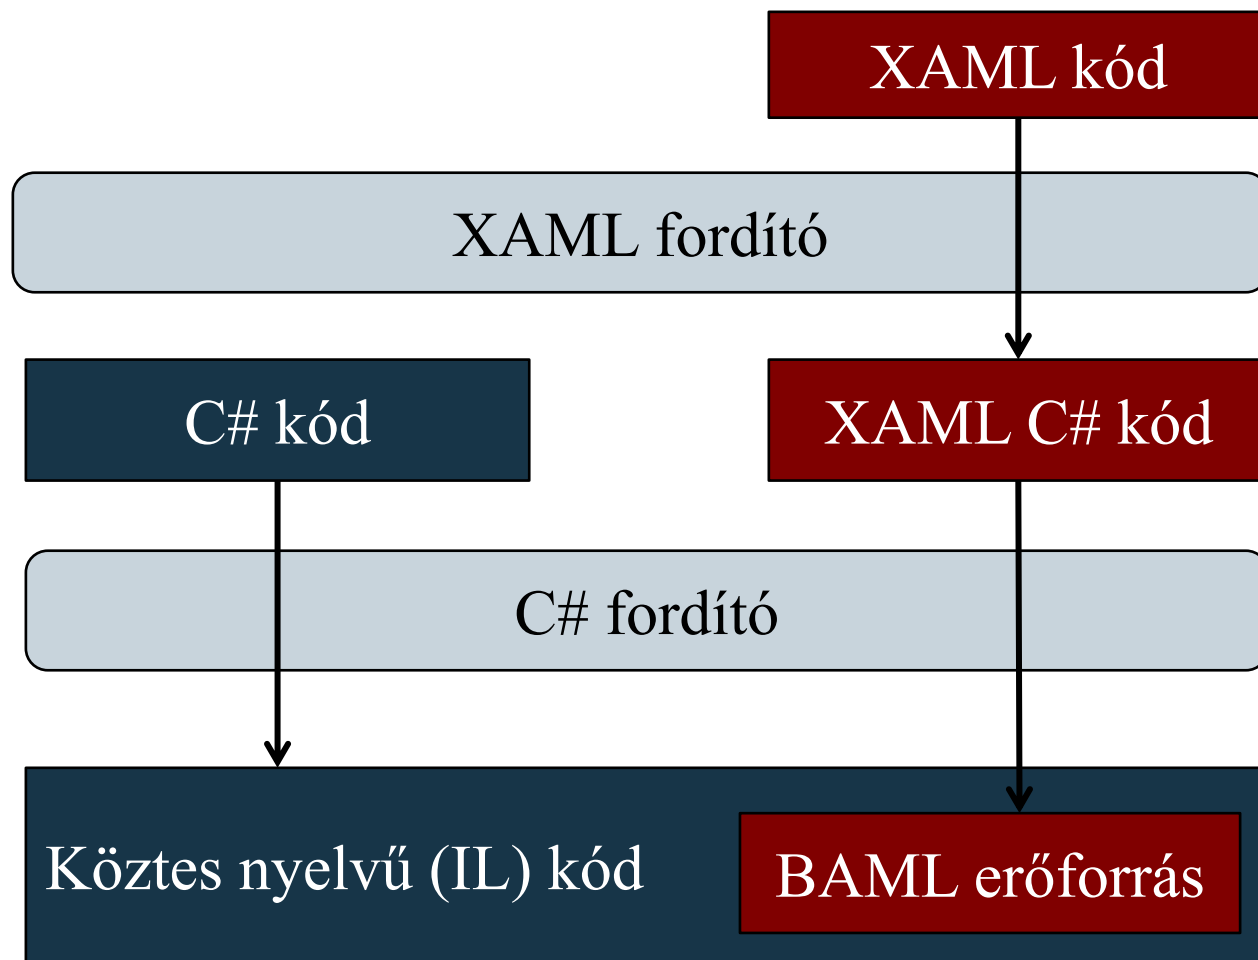 XAML kód
XAML fordító
C# kód
XAML C# kód
C# fordító
Köztes nyelvű (IL) kód
BAML erőforrás